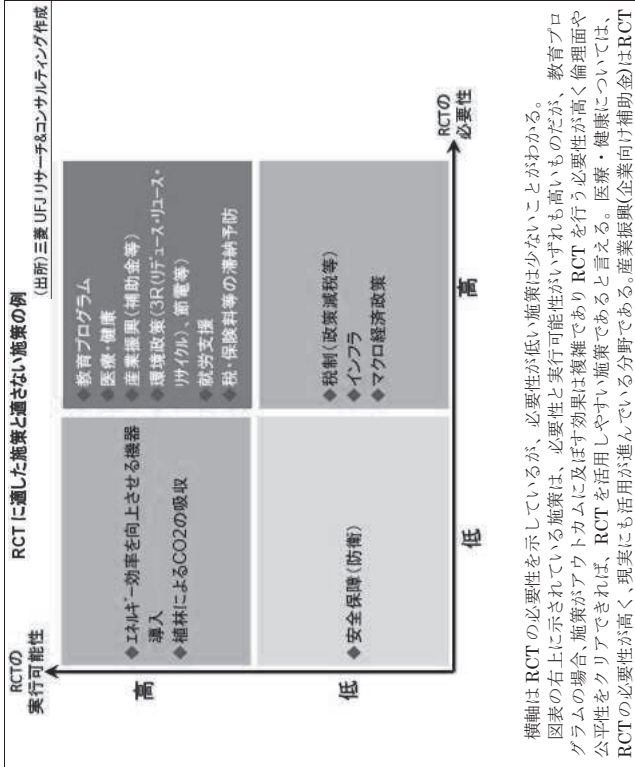 RCTに適した施策と適さない施策の例
(出所)三菱UFJリサーチ&コンサルティング作成
RCTの
実行可能性
高
◆エネルギー効率を向上させる機器
導入
◆植林によるCO2の吸収
◆教育プログラム
◆医療・健康
◆産業振興(補助金等)
◆環境政策(3R(リデュース・リユース・
リサイクル)、節電等)
◆就労支援
◆税・保険料等の滞納予防
低
◆安全保障(防衛)
◆税制(政策減税等)
◆インフラ
◆マクロ経済政策
低
高
RCTの
必要性
横軸は RCT の必要性を示しているが、必要性が低い施策は少ないことがわかる。
図表の右上に示されている施策は、必要性と実行可能性がいずれも高いものだが、教育プロ
グラムの場合、施策がアウトカムに及ぼす効果は複雑であり RCT を行う必要性が高く倫理面や
公平性をクリアできれば、RCT を活用しやすい施策であると言える。医療・健康については、
RCTの必要性が高く、現実にも活用が進んでいる分野である。産業振興(企業向け補助金)はRCT